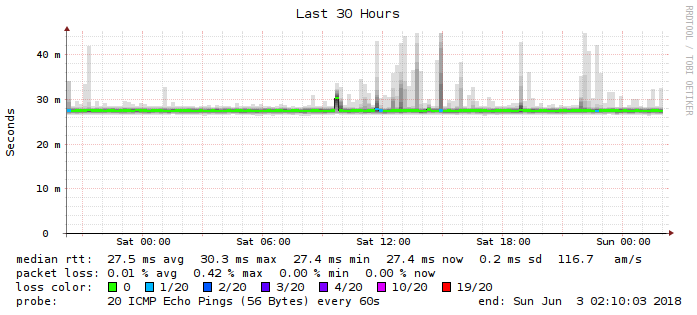 Last 30 Hours
RRDTOOL / TOBI OETIKER
Seconds
40 m
30 m
20 m
10 m
0
Sat 00:00 Sat 06:00 Sat 12:00 Sat 18:00 Sun 00:00
median rtt: 27.5 ms avg 30.3 ms max 27.4 ms min 27.4 ms now 0.2 ms sd 116.7 am/s
packet loss: 0.01 % avg 0.42 % max 0.00 % min 0.00 % now
loss color: 0 1/20 2/20 3/20 4/20 10/20 19/20
probe: 20 ICMP Echo Pings (56 Bytes) every 60s end: Sun Jun 3 02:10:03 2018